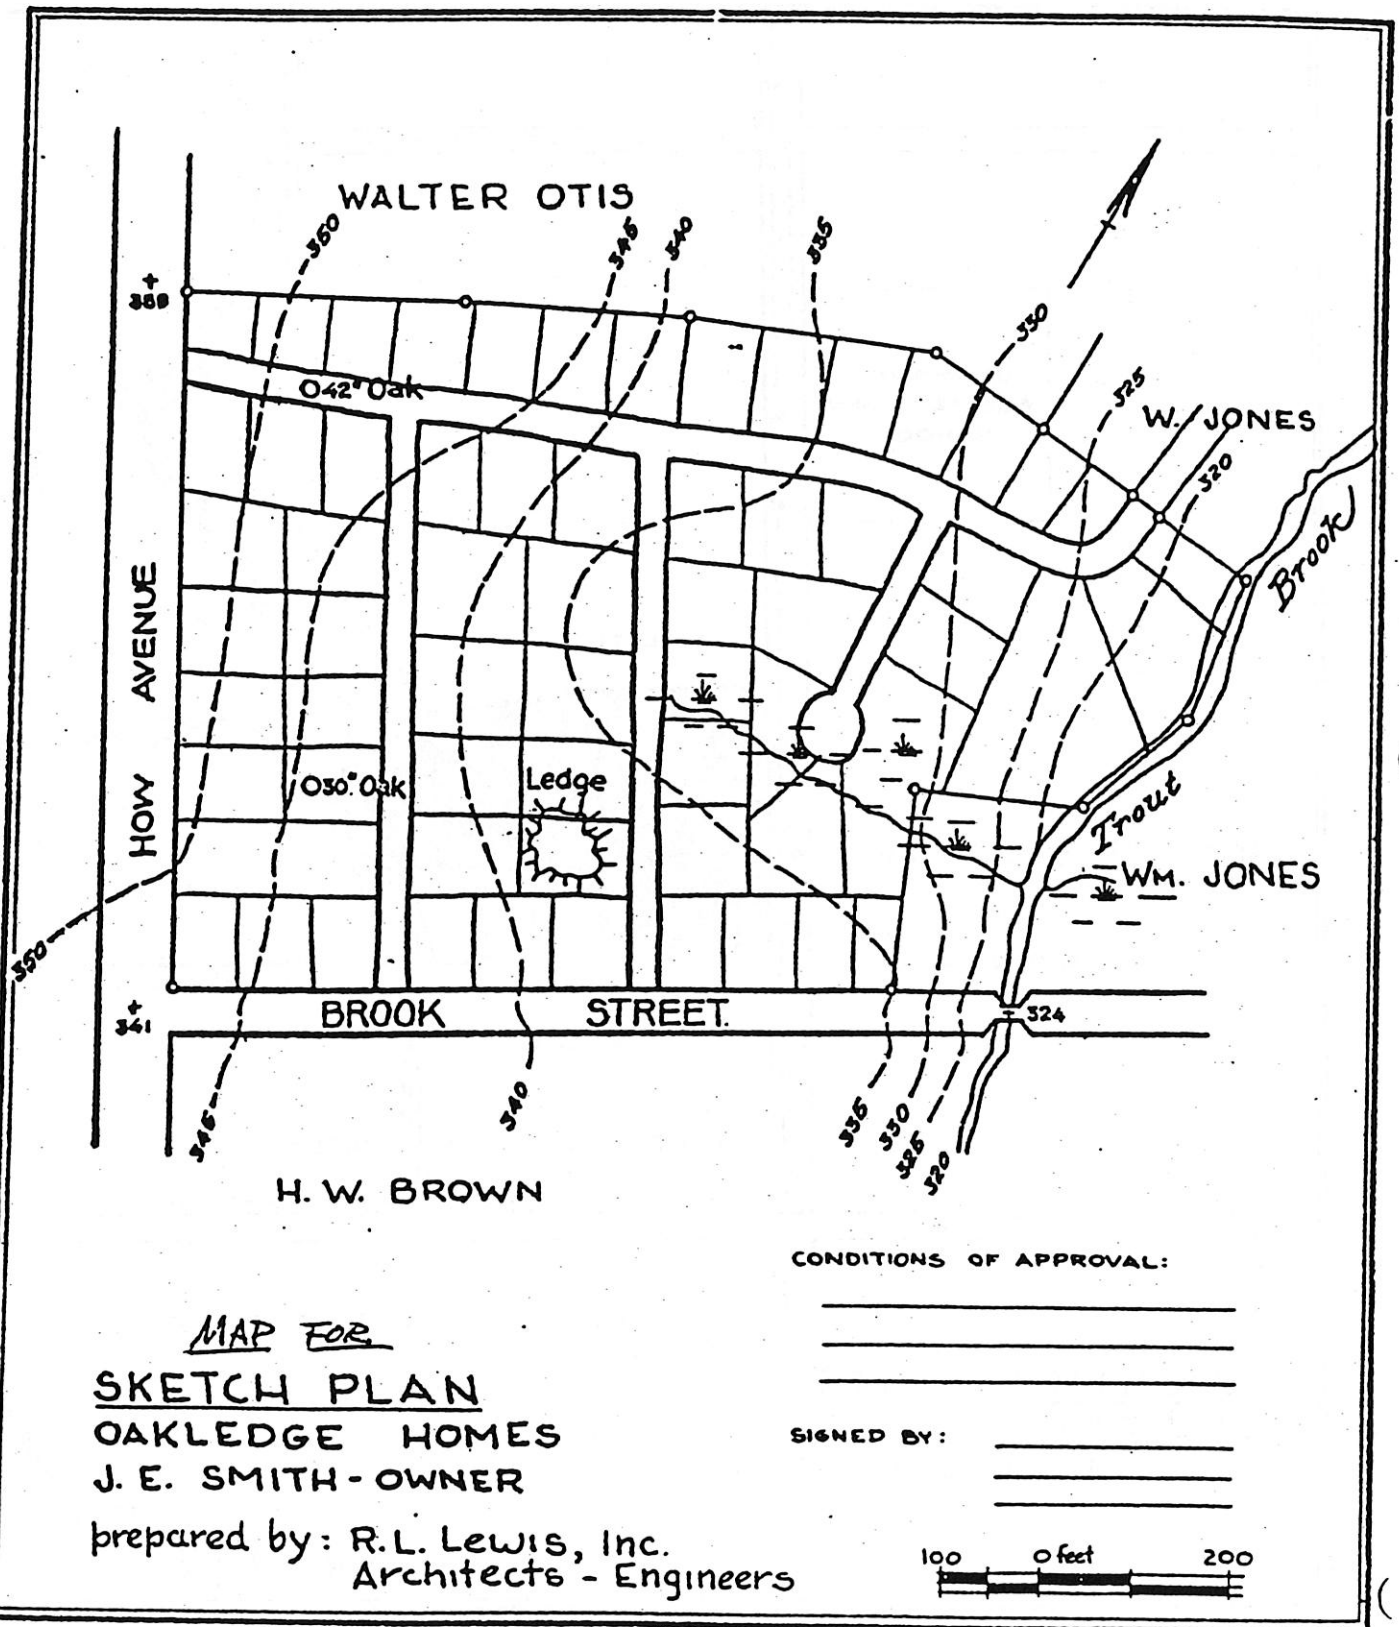 WALTER OTIS
350
345
340
335
330
325
W. JONES
320
+
O42" Oak
HOW AVENUE
Brook
Trout
O30" Oak
Ledge
WM. JONES
350
+
341
BROOK STREET.
324
345
340
335
330
325
320
H. W. BROWN
CONDITIONS OF APPROVAL:
MAP FOR
SKETCH PLAN
OAKLEDGE HOMES
SIGNED BY:
J. E. SMITH - OWNER
prepared by: R.L. Lewis, Inc.
Architects - Engineers
100 0 feet 200